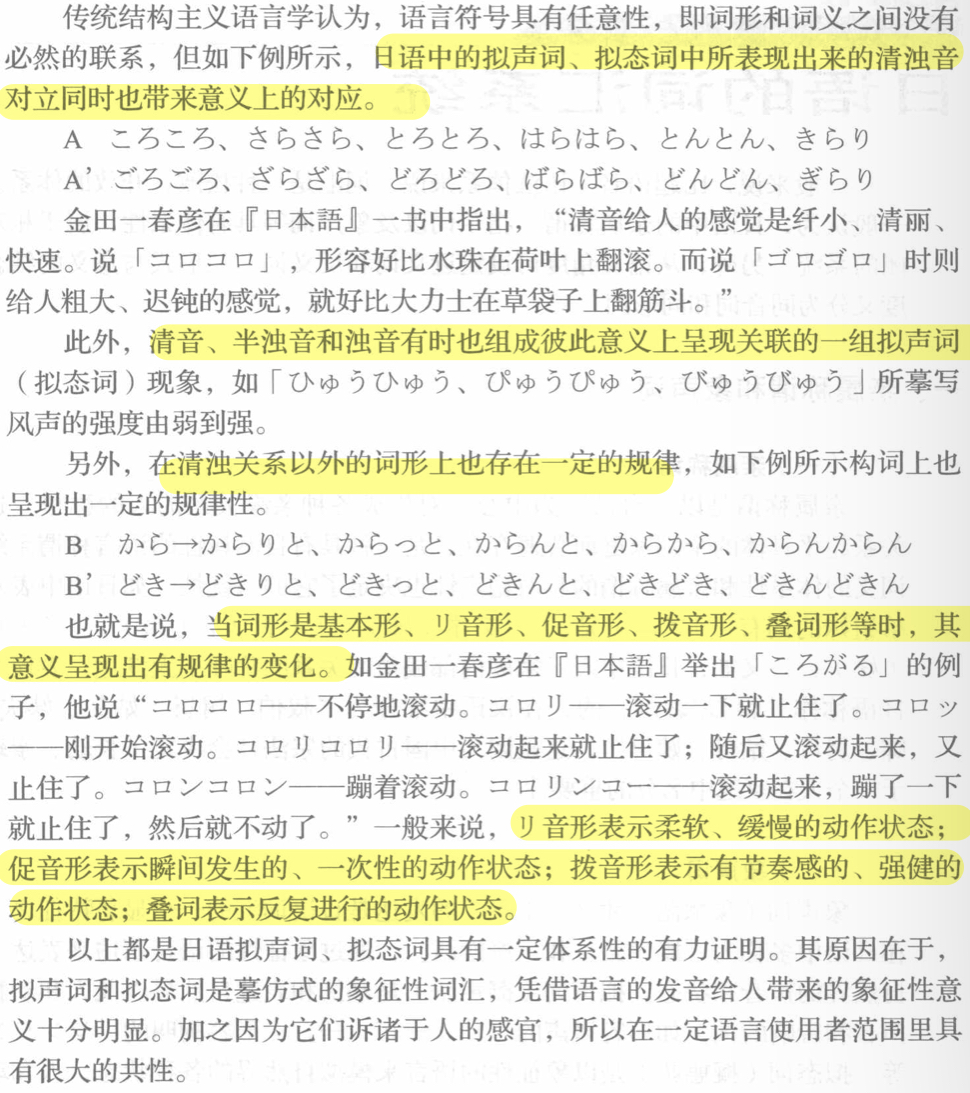 传统结构主义语言学认为，语言符号具有任意性，即词形和词义之间没有
必然的联系，但如下例所示，日语中的拟声词、拟态词中所表现出来的清浊音
对立同时也带来意义上的对应。
A　ころころ、さらさら、とろとろ、はらはら、とんとん、きらり
A′　ごろごろ、ざらざら、どろどろ、ばらばら、どんどん、ぎらり
金田一春彦在『日本語』一书中指出，“清音给人的感觉是纤小、清丽、
快速。说「コロコロ」，形容好比水珠在荷叶上翻滚。而说「ゴロゴロ」时则
给人粗大、迟钝的感觉，就好比大力士在草袋子上翻筋斗。”
此外，清音、半浊音和浊音有时也组成彼此意义上呈现关联的一组拟声词
（拟态词）现象，如「ひゅうひゅう、ぴゅうぴゅう、びゅうびゅう」所摹写
风声的强度由弱到强。
另外，在清浊关系以外的词形上也存在一定的规律，如下例所示构词上也
呈现出一定的规律性。
B　から→からりと、からっと、からんと、からから、からんからん
B′　どき→どきりと、どきっと、どきんと、どきどき、どきんどきん
也就是说，当词形是基本形、リ音形、促音形、拨音形、叠词形等时，其
意义呈现出有规律的变化。如金田一春彦在『日本語』举出「ころがる」的例
子，他说“コロコロ——不停地滚动。コロリ——滚动一下就止住了。コロッ
——刚开始滚动。コロリコロリ——滚动起来就止住了；随后又滚动起来，又
止住了。コロンコロン——蹦着滚动。コロリンコ——滚动起来，蹦了一下
就止住了，然后就不动了。”一般来说，リ音形表示柔软、缓慢的动作状态；
促音形表示瞬间发生的、一次性的动作状态；拨音形表示有节奏感的、强健的
动作状态；叠词表示反复进行的动作状态。
以上都是日语拟声词、拟态词具有一定体系性的有力证明。其原因在于，
拟声词和拟态词是摹仿式的象征性词汇，凭借语言的发音给人带来的象征性意
义十分明显。加之因为它们诉诸于人的感官，所以在一定语言使用者范围里具
有很大的共性。